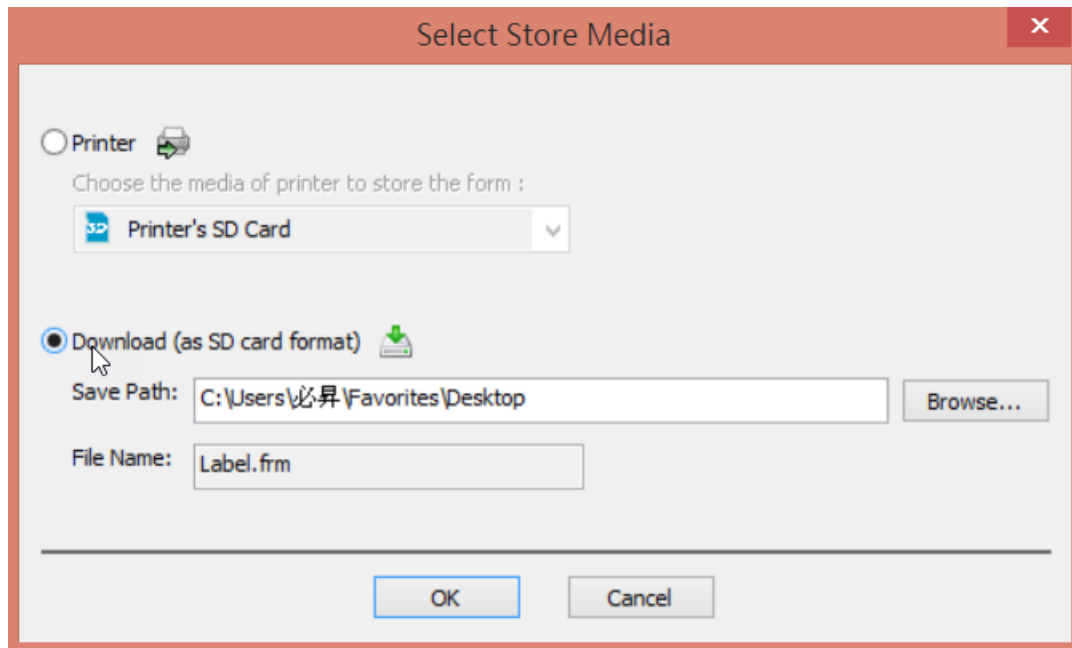 Select Store Media
Printer
Choose the media of printer to store the form :
Printer's SD Card
Download (as SD card format)
Save Path: C:\Users\必昇\Favorites\Desktop Browse...
File Name: Label.frm
OK Cancel